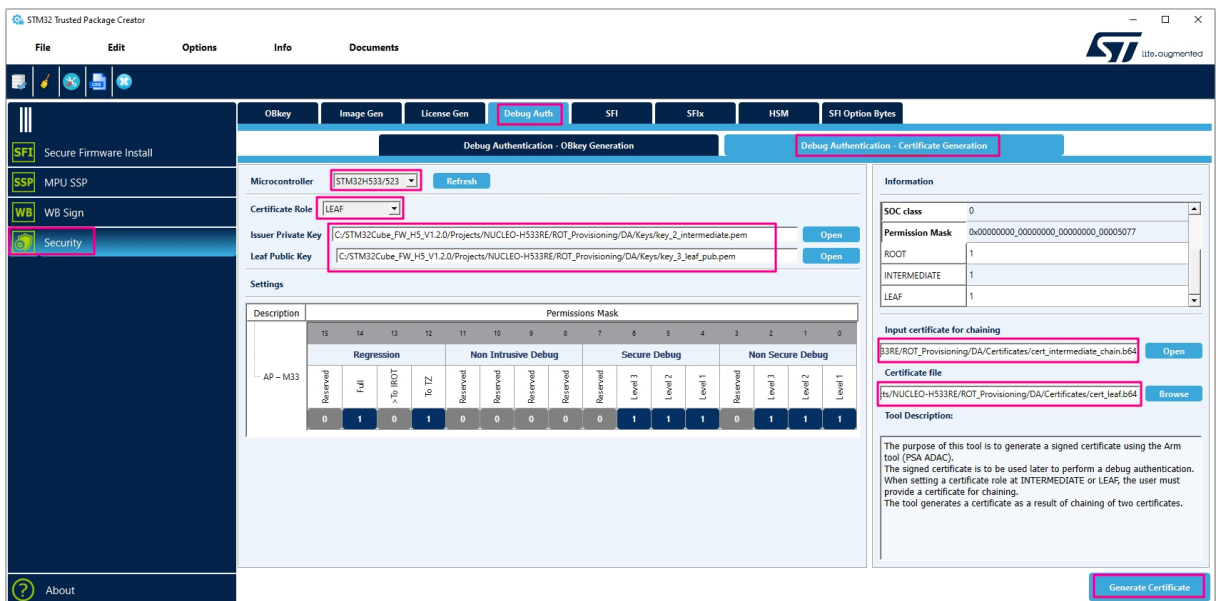 STM32 Trusted Package Creator
File Edit Options Info Documents
life.augmented
LOG
OBkey Image Gen License Gen Debug Auth SFI SFIx HSM SFI Option Bytes
Debug Authentication - OBkey Generation Debug Authentication - Certificate Generation
SFI Secure Firmware Install
SSP MPU SSP
WB WB Sign
Security
? About
Microcontroller STM32H533/523 Refresh
Certificate Role LEAF
Issuer Private Key C:/STM32Cube_FW_H5_V1.2.0/Projects/NUCLEO-H533RE/ROT_Provisioning/DA/Keys/key_2_intermediate.pem Open
Leaf Public Key C:/STM32Cube_FW_H5_V1.2.0/Projects/NUCLEO-H533RE/ROT_Provisioning/DA/Keys/key_3_leaf_pub.pem Open
Settings
Description Permissions Mask
15 14 13 12 11 10 9 8 7 6 5 4 3 2 1 0
Regression Non Intrusive Debug Secure Debug Non Secure Debug
AP – M33 Reserved Full >To IROT To TZ Reserved Reserved Reserved Reserved Reserved Level 3 Level 2 Level 1 Reserved Level 3 Level 2 Level 1
0 1 0 1 0 0 0 0 0 1 1 1 0 1 1 1
Information
SOC class 0
Permission Mask 0x00000000_00000000_00000000_00005077
ROOT 1
INTERMEDIATE 1
LEAF 1
Input certificate for chaining
33RE/ROT_Provisioning/DA/Certificates/cert_intermediate_chain.b64 Open
Certificate file
ts/NUCLEO-H533RE/ROT_Provisioning/DA/Certificates/cert_leaf.b64 Browse
Tool Description:
The purpose of this tool is to generate a signed certificate using the Arm
tool (PSA ADAC).
The signed certificate is to be used later to perform a debug authentication.
When setting a certificate role at INTERMEDIATE or LEAF, the user must
provide a certificate for chaining.
The tool generates a certificate as a result of chaining of two certificates.
Generate Certificate